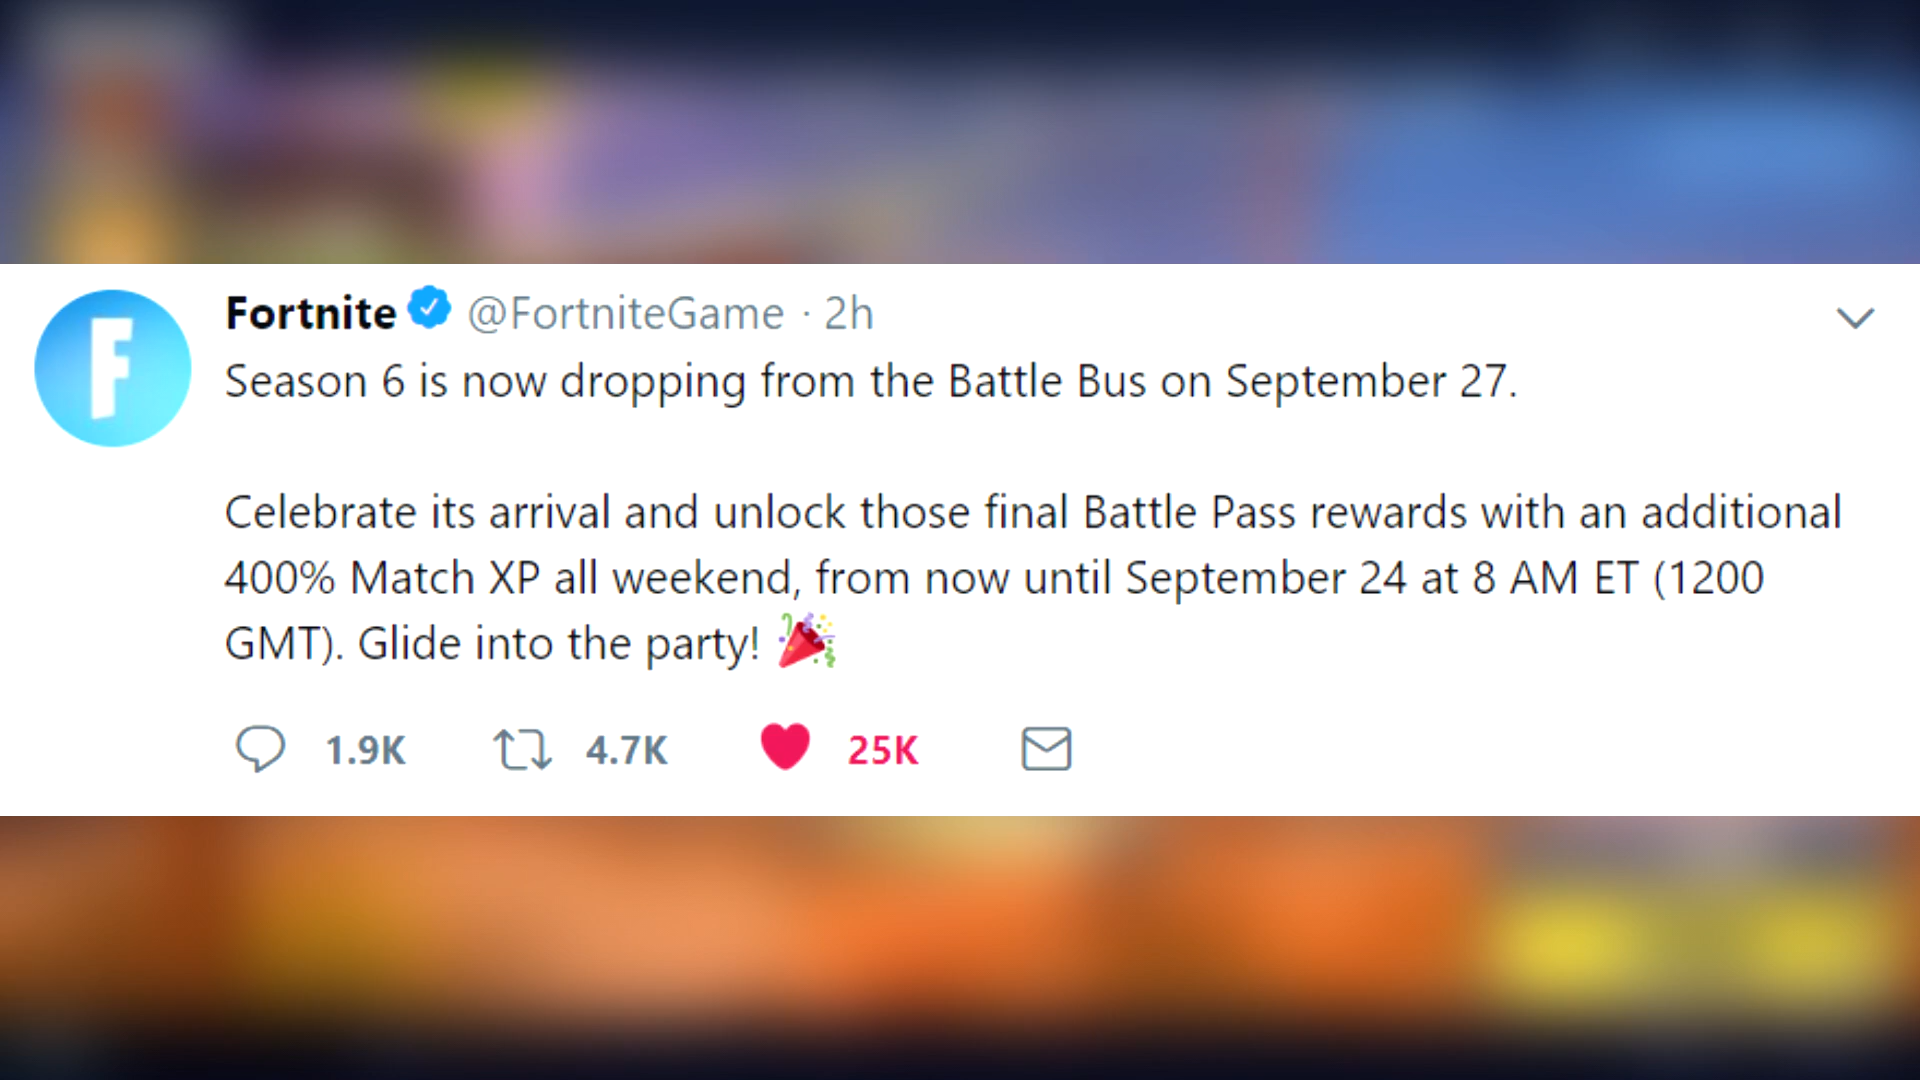 Fortnite @FortniteGame · 2h
Season 6 is now dropping from the Battle Bus on September 27.
Celebrate its arrival and unlock those final Battle Pass rewards with an additional
400% Match XP all weekend, from now until September 24 at 8 AM ET (1200
GMT). Glide into the party! 🎉
1.9K 4.7K 25K